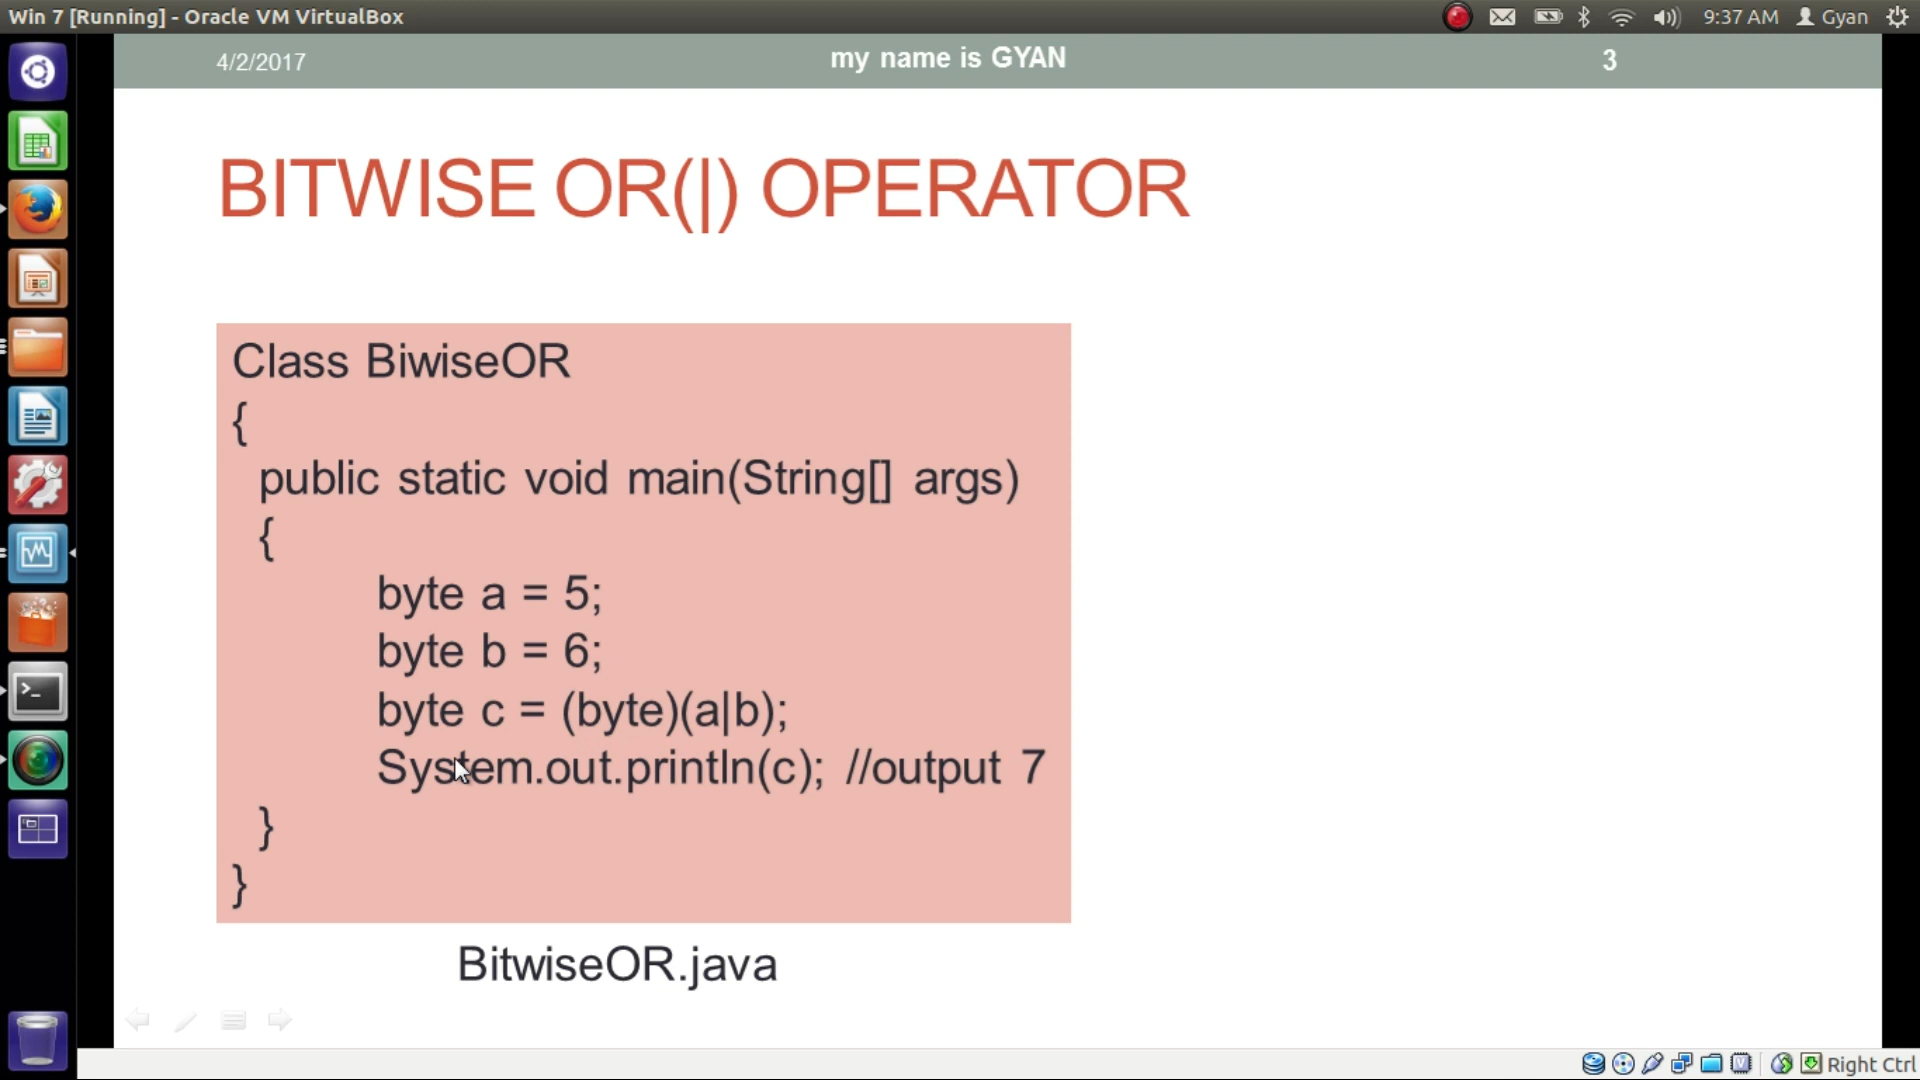 Win 7 [Running] - Oracle VM VirtualBox
9:37 AM Gyan
4/2/2017 my name is GYAN 3
BITWISE OR(|) OPERATOR
Class BiwiseOR
{
public static void main(String[] args)
{
byte a = 5;
byte b = 6;
byte c = (byte)(a|b);
System.out.println(c); //output 7
}
}
BitwiseOR.java
Right Ctrl